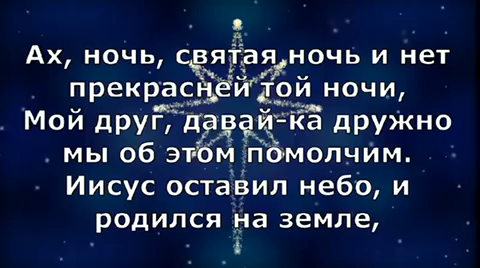 Ах, ночь, святая ночь и нет
прекрасней той ночи,
Мой друг, давай-ка дружно
мы об этом помолчим.
Иисус оставил небо, и
родился на земле,